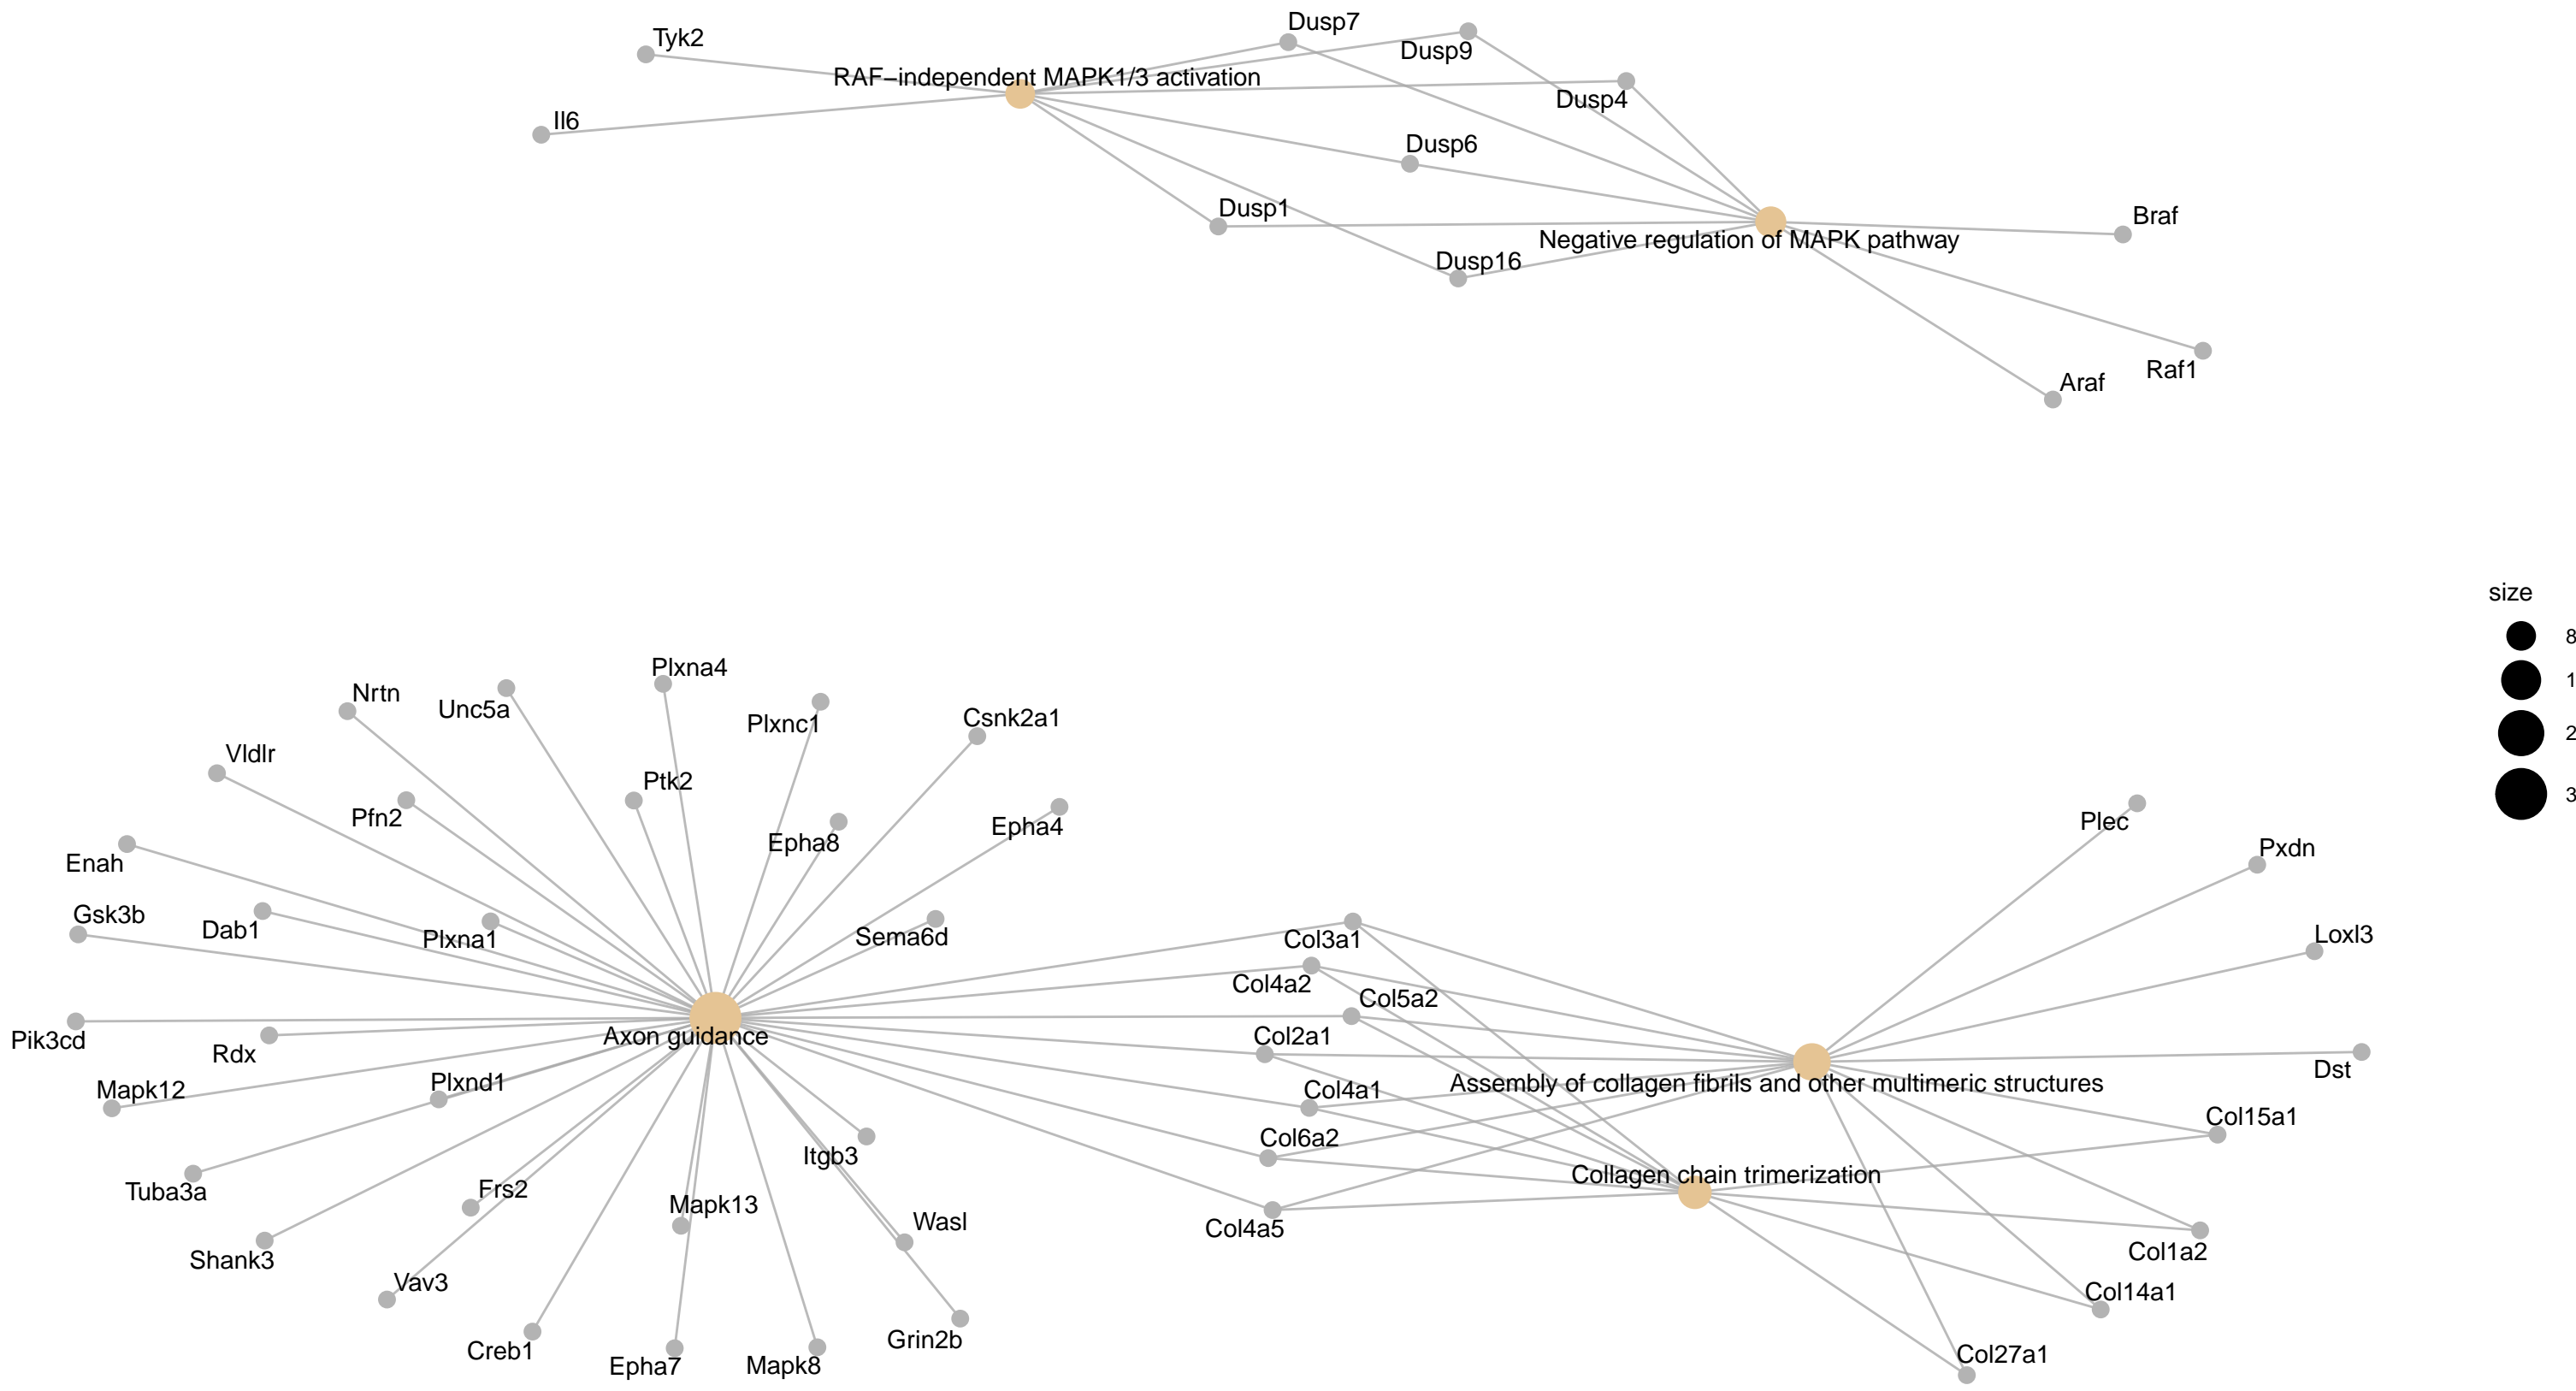 Dusp7
Tyk2
Dusp9
RAF−independent MAPK1/3 activation
Dusp4
Il6
Dusp6
Dusp1
Braf
Negative regulation of MAPK pathway
Dusp16
Raf1
Araf
size
8
1
2
3
Plxna4
Nrtn
Unc5a
Plxnc1
Csnk2a1
Vldlr
Ptk2
Pfn2
Epha4
Plec
Epha8
Pxdn
Enah
Gsk3b
Dab1
Plxna1
Sema6d
Col3a1
Loxl3
Col4a2
Col5a2
Pik3cd
Rdx
Axon guidance
Col2a1
Dst
Mapk12
Plxnd1
Col4a1
Assembly of collagen fibrils and other multimeric structures
Col15a1
Col6a2
Itgb3
Collagen chain trimerization
Tuba3a
Frs2
Mapk13
Wasl
Col4a5
Shank3
Col1a2
Vav3
Col14a1
Grin2b
Creb1
Epha7
Mapk8
Col27a1